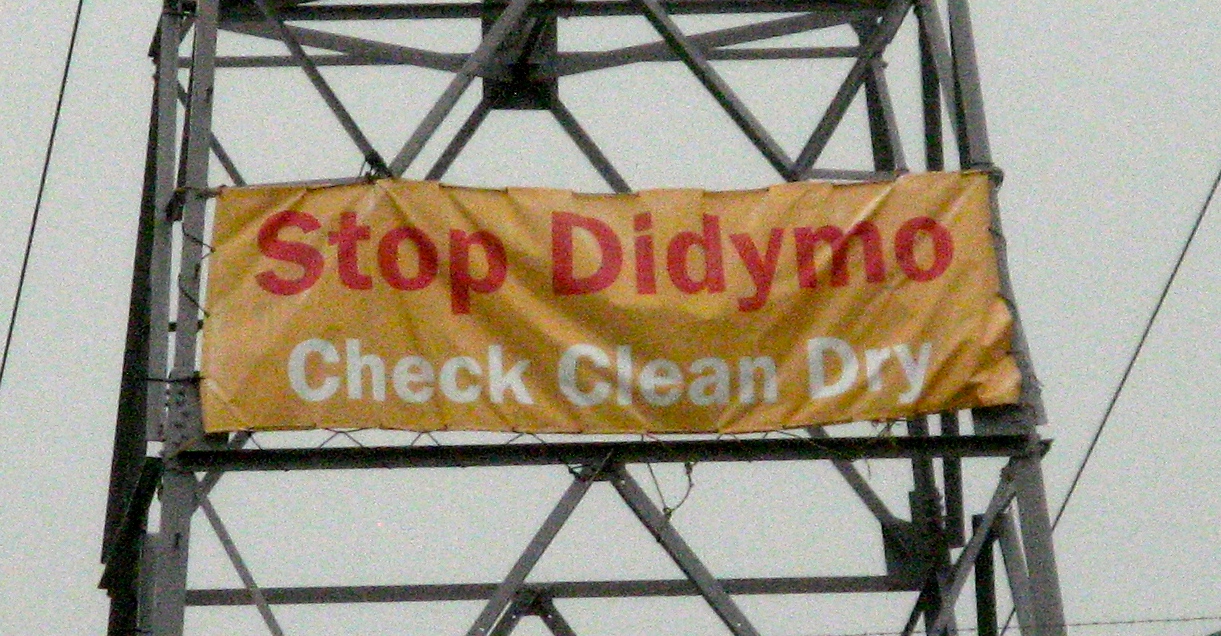 Stop Didymo
Check Clean Dry